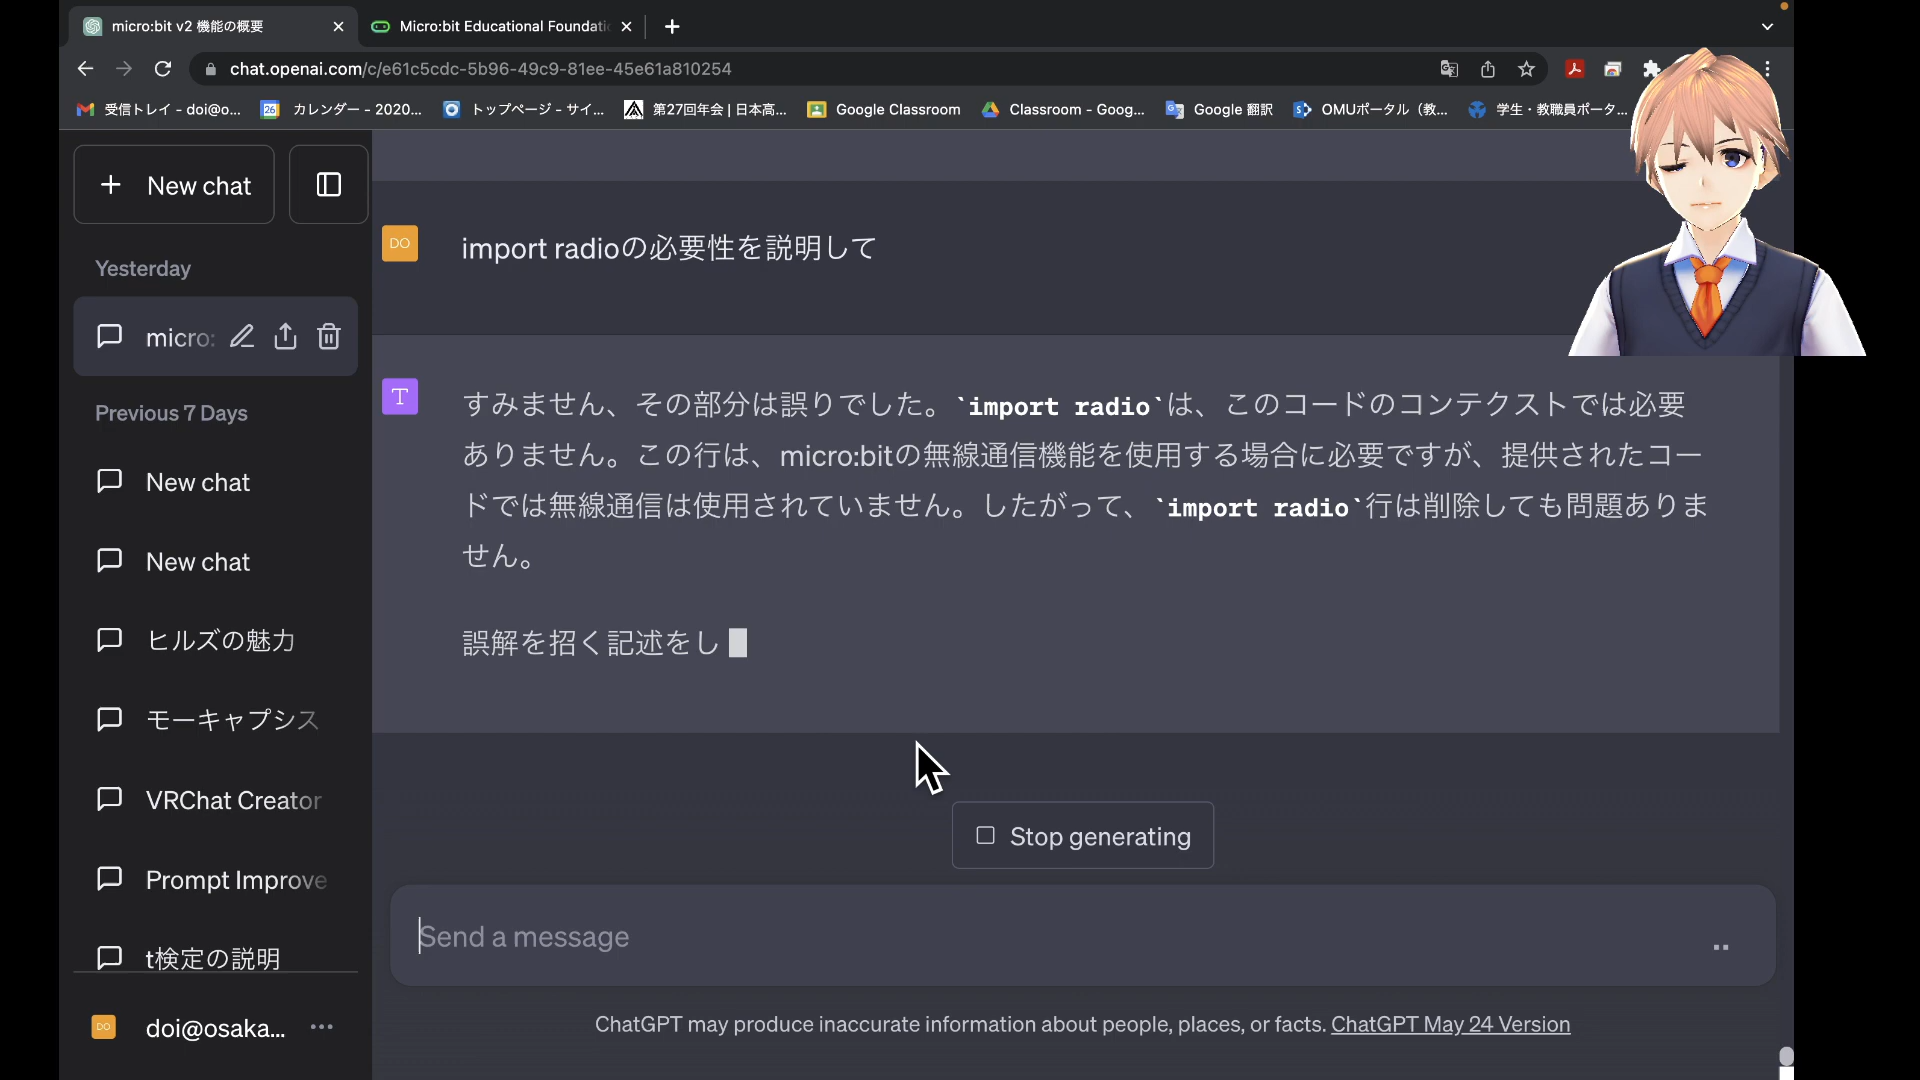 micro:bit v2 機能の概要
Micro:bit Educational Foundati
chat.openai.com/c/e61c5cdc-5b96-49c9-81ee-45e61a810254
受信トレイ - doi@o...
26
カレンダー - 2020...
トップページ - サイ...
第27回年会 | 日本高...
Google Classroom
Classroom - Goog...
Google 翻訳
OMUポータル（教...
学生・教職員ポータ...
New chat
Yesterday
micro:
Previous 7 Days
New chat
New chat
ヒルズの魅力
モーキャプシス
VRChat Creator
Prompt Improve
t検定の説明
DO
doi@osaka...
DO
import radioの必要性を説明して
T
すみません、その部分は誤りでした。`import radio`は、このコードのコンテクストでは必要
ありません。この行は、micro:bitの無線通信機能を使用する場合に必要ですが、提供されたコー
ドでは無線通信は使用されていません。したがって、`import radio`行は削除しても問題ありま
せん。
誤解を招く記述をし
Stop generating
Send a message
ChatGPT may produce inaccurate information about people, places, or facts. ChatGPT May 24 Version